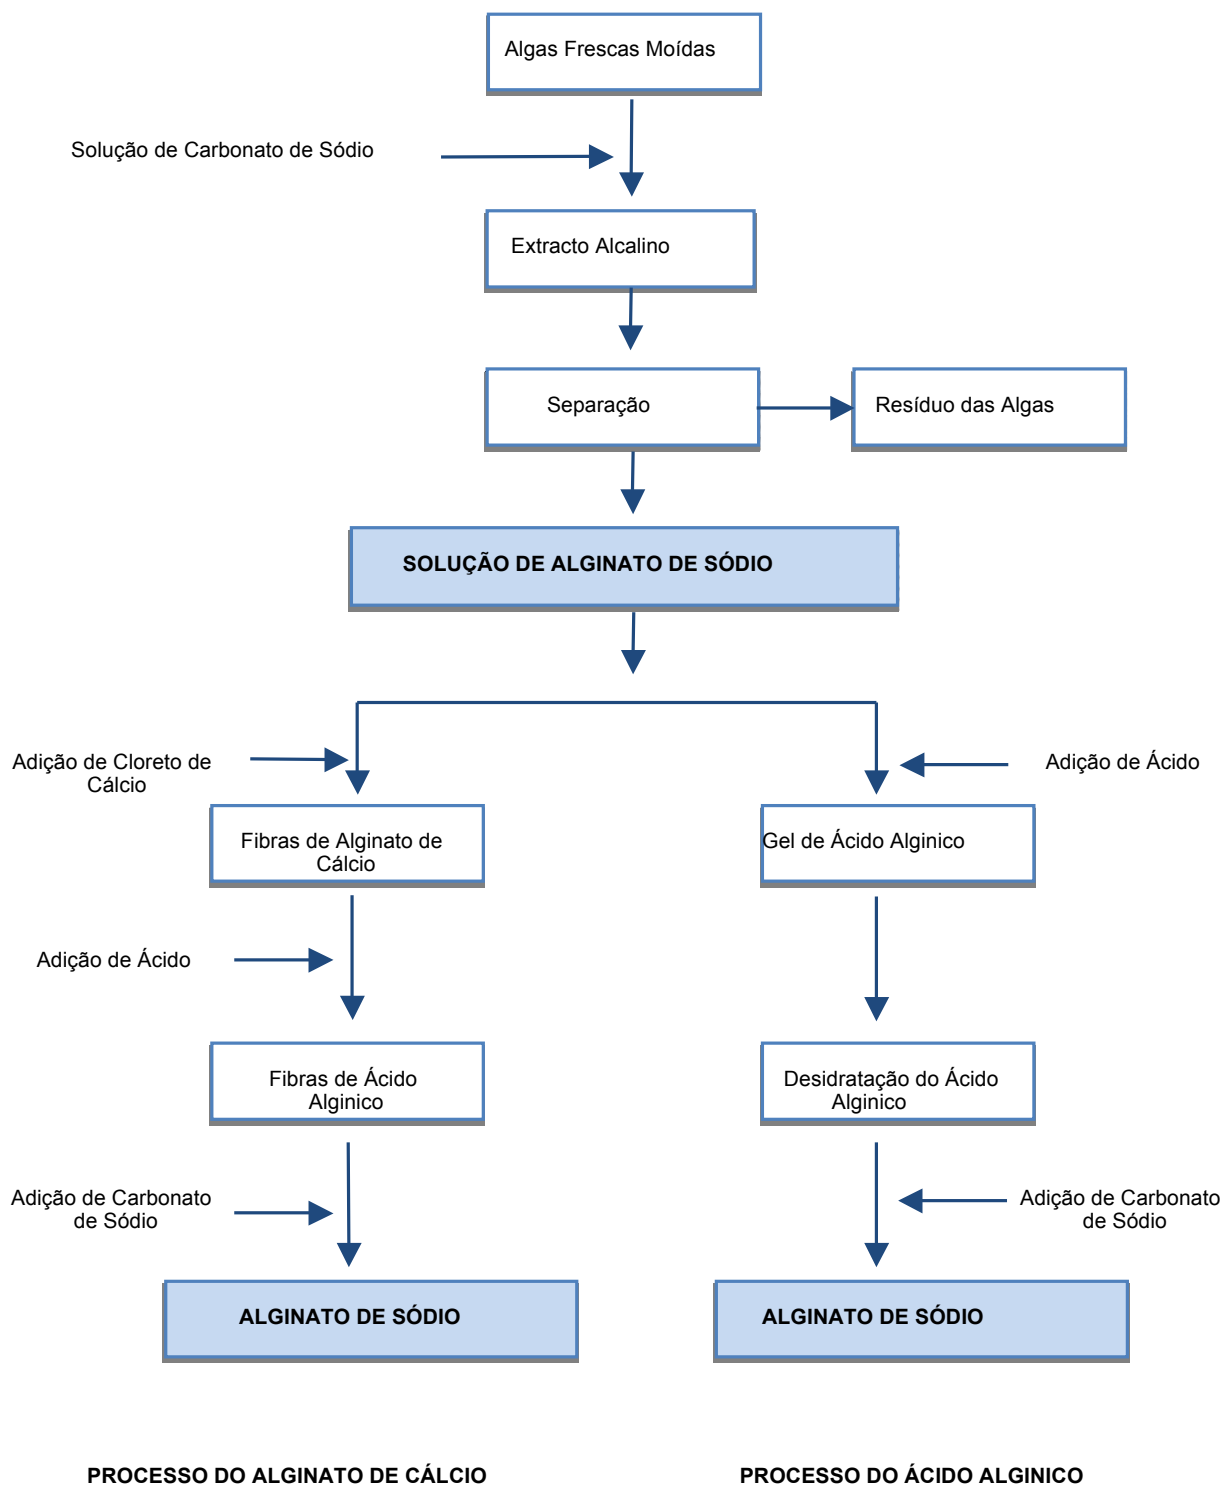 Algas Frescas Moídas
Solução de Carbonato de Sódio
Extracto Alcalino
Separação
Resíduo das Algas
SOLUÇÃO DE ALGINATO DE SÓDIO
Adição de Cloreto de
Cálcio
Adição de Ácido
Fibras de Alginato de
Cálcio
Gel de Ácido Alginico
Adição de Ácido
Fibras de Ácido
Alginico
Desidratação do Ácido
Alginico
Adição de Carbonato
de Sódio
Adição de Carbonato
de Sódio
ALGINATO DE SÓDIO
ALGINATO DE SÓDIO
PROCESSO DO ALGINATO DE CÁLCIO
PROCESSO DO ÁCIDO ALGINICO